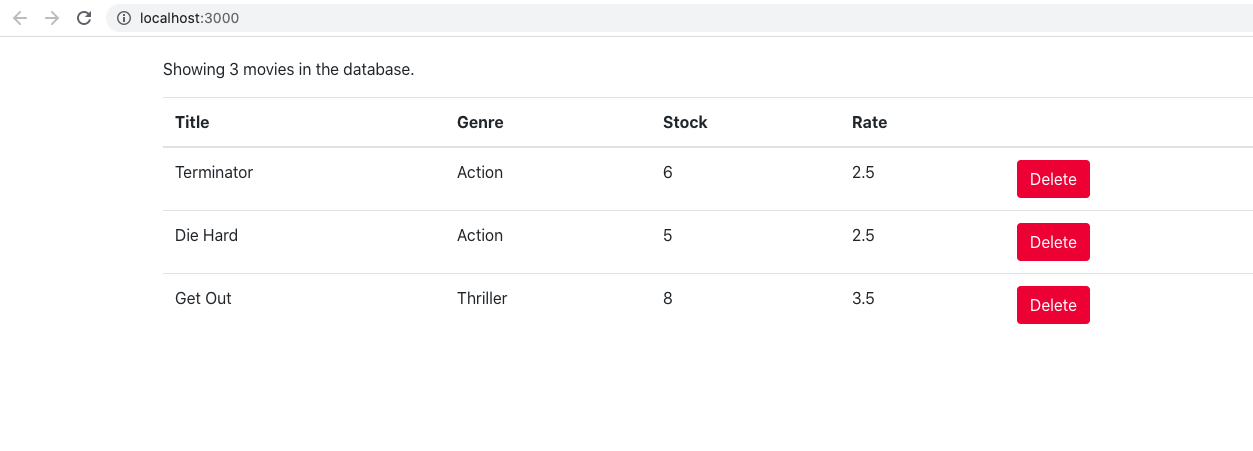 localhost:3000
Showing 3 movies in the database.
Title Genre Stock Rate
Terminator Action 6 2.5 Delete
Die Hard Action 5 2.5 Delete
Get Out Thriller 8 3.5 Delete